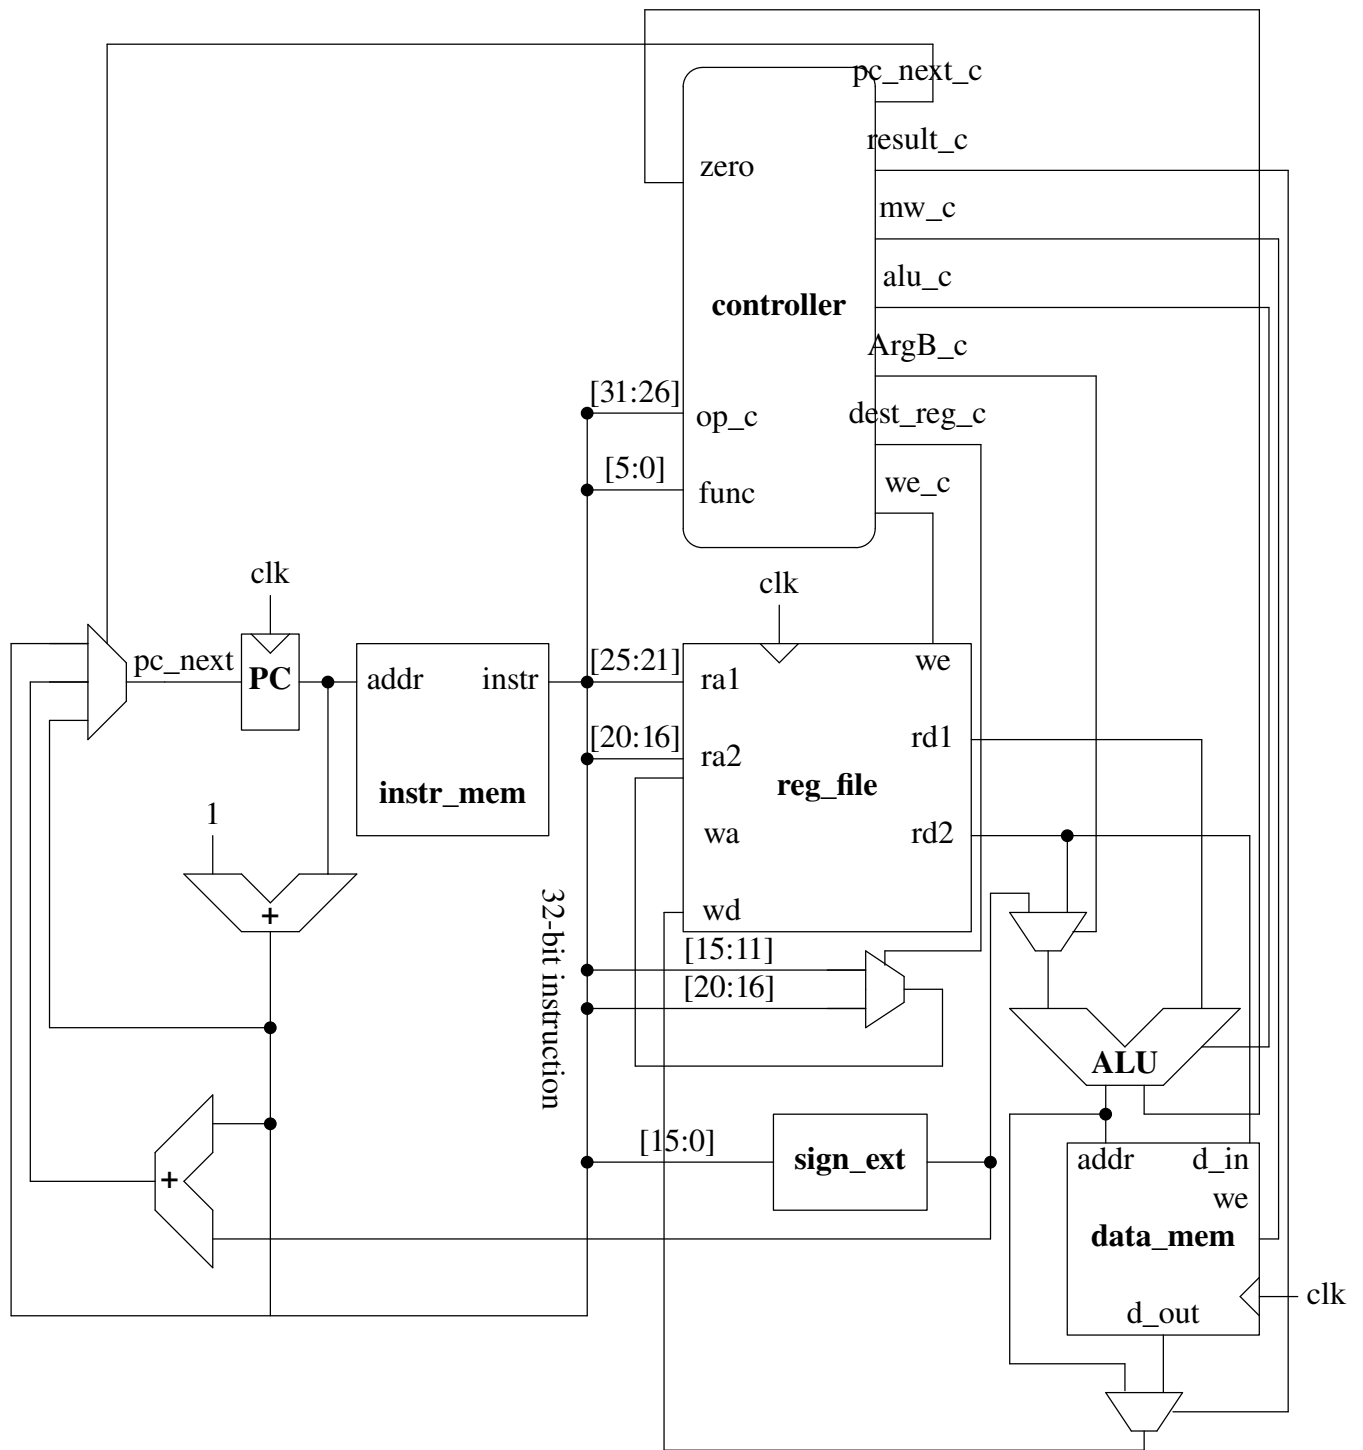 pc_next_c
result_c
zero
mw_c
alu_c
controller
ArgB_c
[31:26]
op_c
dest_reg_c
[5:0]
func
we_c
clk
clk
pc_next
PC
addr
instr
[25:21]
ra1
we
[20:16]
ra2
rd1
instr_mem
reg_file
1
wa
rd2
+
32-bit instruction
wd
[15:11]
[20:16]
ALU
+
[15:0]
sign_ext
addr
d_in
we
data_mem
clk
d_out